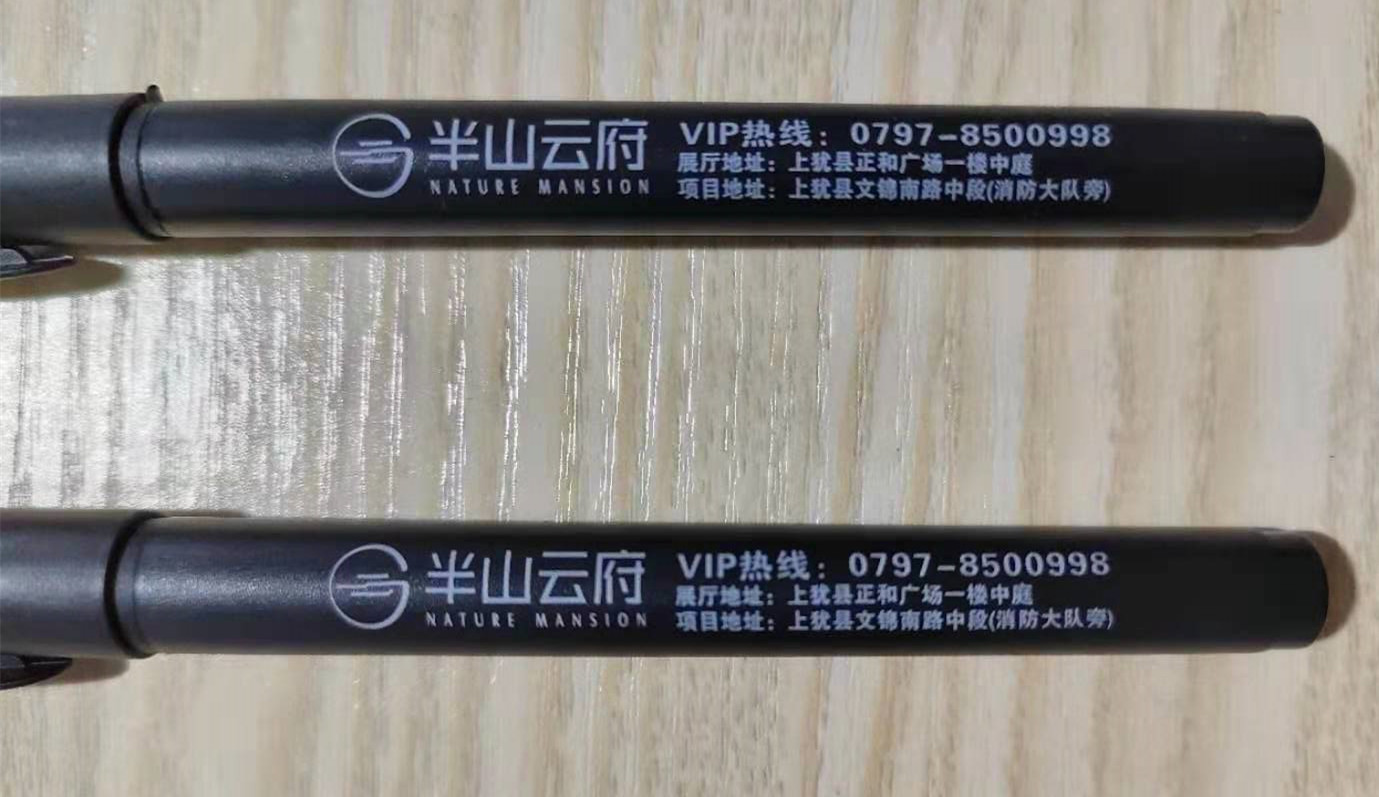 半山云府
NATURE MANSION
VIP热线：0797-8500998
展厅地址：上犹县正和广场一楼中庭
项目地址：上犹县文锦南路中段(消防大队旁)
半山云府
NATURE MANSION
VIP热线：0797-8500998
展厅地址：上犹县正和广场一楼中庭
项目地址：上犹县文锦南路中段(消防大队旁)